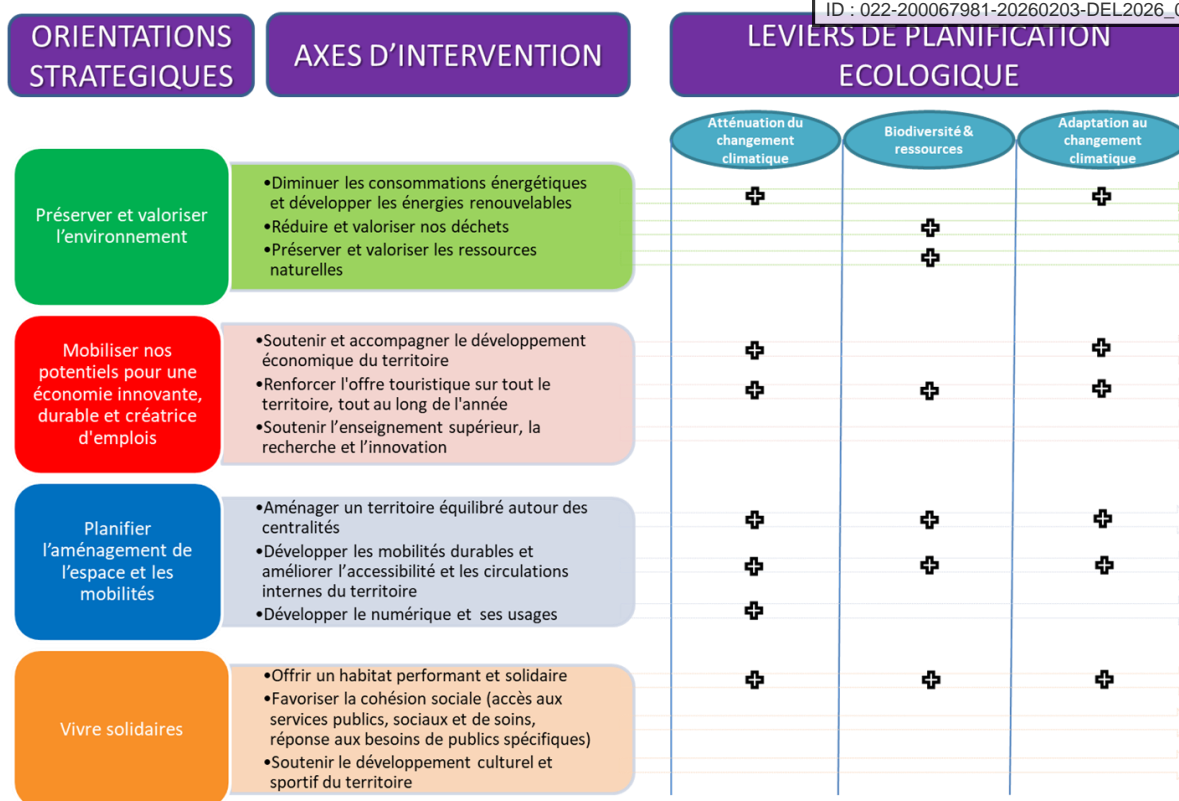 ID : 022-200067981-20260203-DEL2026_
ORIENTATIONS
STRATEGIQUES
AXES D'INTERVENTION
LEVIERS DE PLANIFICATION
ECOLOGIQUE
Atténuation du
changement
climatique
Biodiversité &
ressources
Adaptation au
changement
climatique
Préserver et valoriser
l'environnement
•Diminuer les consommations énergétiques
et développer les énergies renouvelables
•Réduire et valoriser nos déchets
•Préserver et valoriser les ressources
naturelles
Mobiliser nos
potentiels pour une
économie innovante,
durable et créatrice
d'emplois
•Soutenir et accompagner le développement
économique du territoire
•Renforcer l'offre touristique sur tout le
territoire, tout au long de l'année
•Soutenir l'enseignement supérieur, la
recherche et l'innovation
Planifier
l'aménagement de
l'espace et les
mobilités
•Aménager un territoire équilibré autour des
centralités
•Développer les mobilités durables et
améliorer l'accessibilité et les circulations
internes du territoire
•Développer le numérique et ses usages
Vivre solidaires
•Offrir un habitat performant et solidaire
•Favoriser la cohésion sociale (accès aux
services publics, sociaux et de soins,
réponse aux besoins de publics spécifiques)
•Soutenir le développement culturel et
sportif du territoire